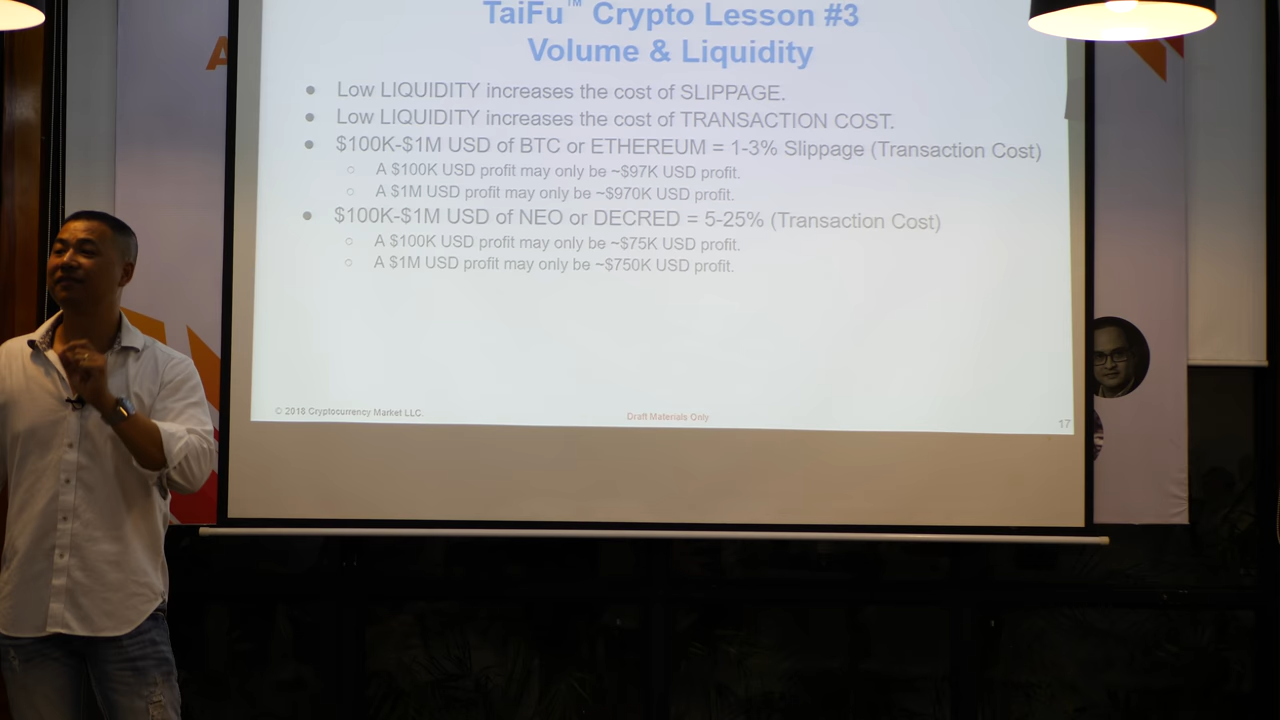 TaiFu™ Crypto Lesson #3
Volume & Liquidity
● Low LIQUIDITY increases the cost of SLIPPAGE.
● Low LIQUIDITY increases the cost of TRANSACTION COST.
● $100K-$1M USD of BTC or ETHEREUM = 1-3% Slippage (Transaction Cost)
○ A $100K USD profit may only be ~$97K USD profit.
○ A $1M USD profit may only be ~$970K USD profit.
● $100K-$1M USD of NEO or DECRED = 5-25% (Transaction Cost)
○ A $100K USD profit may only be ~$75K USD profit.
○ A $1M USD profit may only be ~$750K USD profit.
© 2018 Cryptocurrency Market LLC.
Draft Materials Only
17